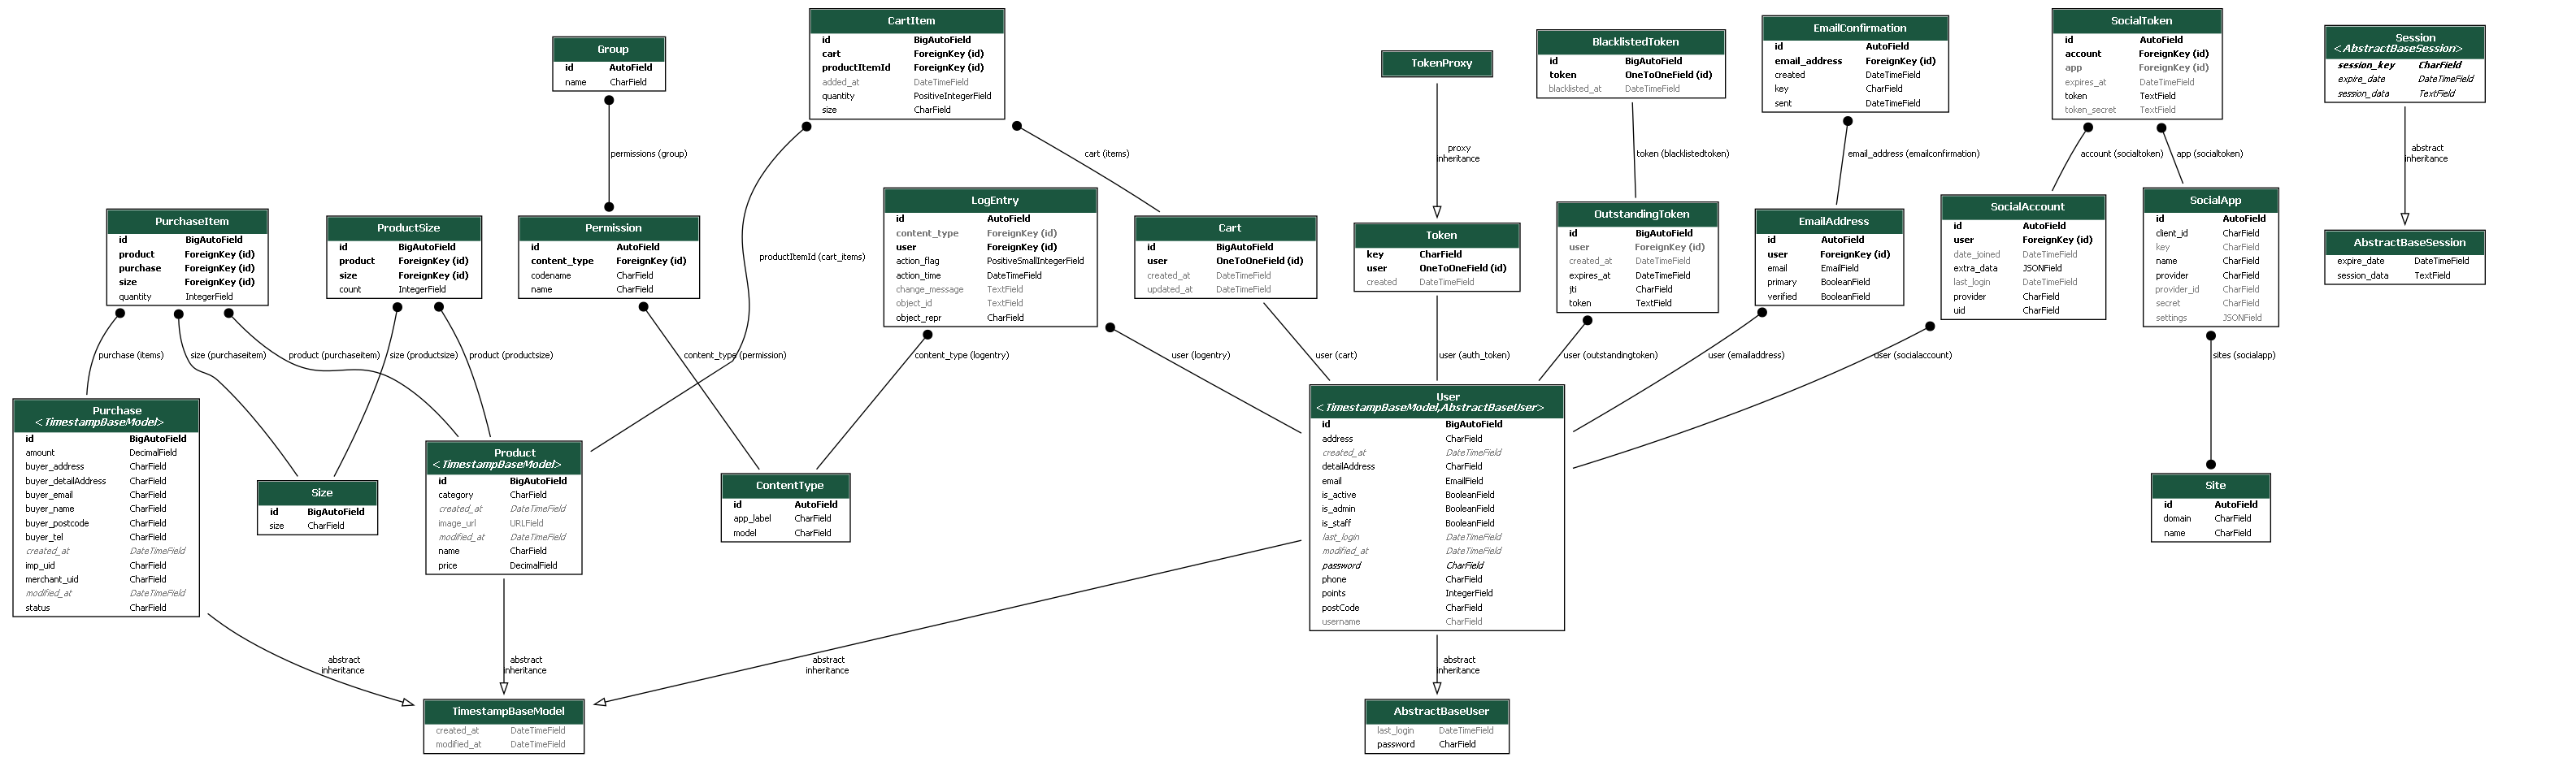 CartItem
id BigAutoField
cart ForeignKey (id)
productItemId ForeignKey (id)
added_at DateTimeField
quantity PositiveIntegerField
size CharField
Group
id AutoField
name CharField
TokenProxy
BlacklistedToken
id BigAutoField
token OneToOneField (id)
blacklisted_at DateTimeField
EmailConfirmation
id AutoField
email_address ForeignKey (id)
created DateTimeField
key CharField
sent DateTimeField
SocialToken
id AutoField
account ForeignKey (id)
app ForeignKey (id)
expires_at DateTimeField
token TextField
token_secret TextField
Session
<AbstractBaseSession>
session_key CharField
expire_date DateTimeField
session_data TextField
permissions (group)
cart (items)
proxy
inheritance
token (blacklistedtoken)
email_address (emailconfirmation)
account (socialtoken)
app (socialtoken)
abstract
inheritance
PurchaseItem
id BigAutoField
product ForeignKey (id)
purchase ForeignKey (id)
size ForeignKey (id)
quantity IntegerField
ProductSize
id BigAutoField
product ForeignKey (id)
size ForeignKey (id)
count IntegerField
Permission
id AutoField
content_type ForeignKey (id)
codename CharField
name CharField
productItemId (cart_items)
LogEntry
id AutoField
content_type ForeignKey (id)
user ForeignKey (id)
action_flag PositiveSmallIntegerField
action_time DateTimeField
change_message TextField
object_id TextField
object_repr CharField
Cart
id BigAutoField
user OneToOneField (id)
created_at DateTimeField
updated_at DateTimeField
Token
key CharField
user OneToOneField (id)
created DateTimeField
OutstandingToken
id BigAutoField
user ForeignKey (id)
created_at DateTimeField
expires_at DateTimeField
jti CharField
token TextField
EmailAddress
id AutoField
user ForeignKey (id)
email EmailField
primary BooleanField
verified BooleanField
SocialAccount
id AutoField
user ForeignKey (id)
date_joined DateTimeField
extra_data JSONField
last_login DateTimeField
provider CharField
uid CharField
SocialApp
id AutoField
client_id CharField
key CharField
name CharField
provider CharField
provider_id CharField
secret CharField
settings JSONField
AbstractBaseSession
expire_date DateTimeField
session_data TextField
purchase (items)
size (purchaseitem)
product (purchaseitem)
size (productsize)
product (productsize)
content_type (permission)
content_type (logentry)
user (logentry)
user (cart)
user (auth_token)
user (outstandingtoken)
user (emailaddress)
user (socialaccount)
sites (socialapp)
Purchase
<TimestampBaseModel>
id BigAutoField
amount DecimalField
buyer_address CharField
buyer_detailAddress CharField
buyer_email CharField
buyer_name CharField
buyer_postcode CharField
buyer_tel CharField
created_at DateTimeField
imp_uid CharField
merchant_uid CharField
modified_at DateTimeField
status CharField
Size
id BigAutoField
size CharField
Product
<TimestampBaseModel>
id BigAutoField
category CharField
created_at DateTimeField
image_url URLField
modified_at DateTimeField
name CharField
price DecimalField
ContentType
id AutoField
app_label CharField
model CharField
User
<TimestampBaseModel,AbstractBaseUser>
id BigAutoField
address CharField
created_at DateTimeField
detailAddress CharField
email EmailField
is_active BooleanField
is_admin BooleanField
is_staff BooleanField
last_login DateTimeField
modified_at DateTimeField
password CharField
phone CharField
points IntegerField
postCode CharField
username CharField
Site
id AutoField
domain CharField
name CharField
abstract
inheritance
abstract
inheritance
abstract
inheritance
abstract
inheritance
TimestampBaseModel
created_at DateTimeField
modified_at DateTimeField
AbstractBaseUser
last_login DateTimeField
password CharField